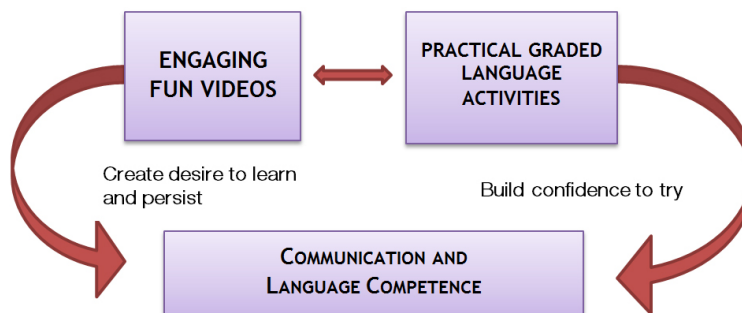 ENGAGING
FUN VIDEOS
PRACTICAL GRADED
LANGUAGE
ACTIVITIES
Create desire to learn
and persist
Build confidence to try
COMMUNICATION AND
LANGUAGE COMPETENCE